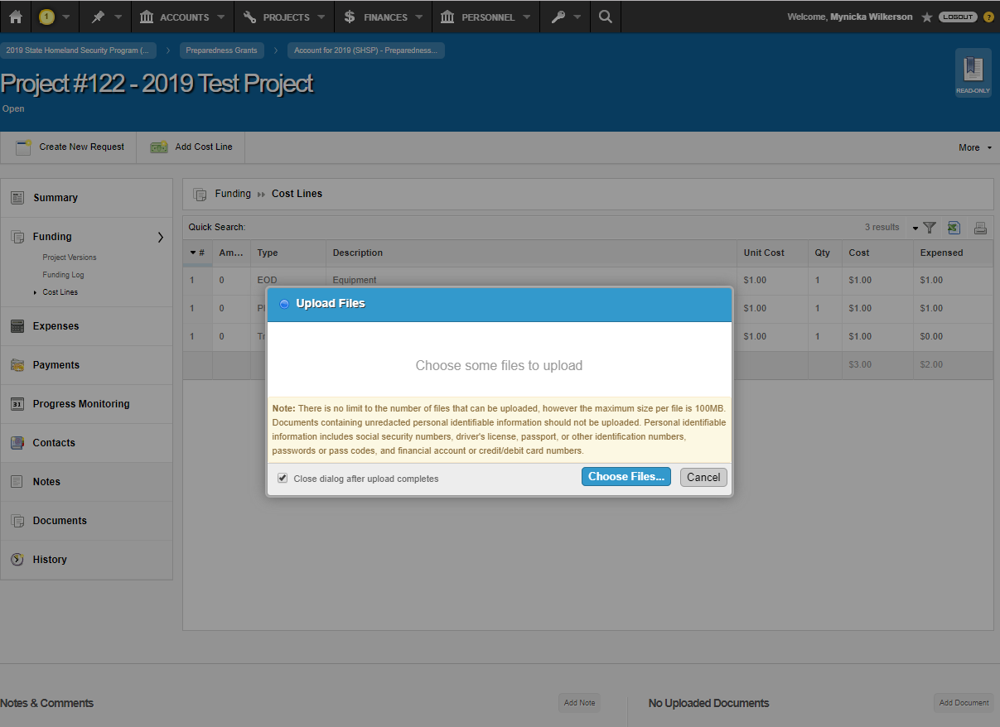 1
ACCOUNTS
PROJECTS
FINANCES
PERSONNEL
Welcome, Mynicka Wilkerson
LOGOUT
?
2019 State Homeland Security Program (...
Preparedness Grants
Account for 2019 (SHSP) - Preparedness...
Project #122 - 2019 Test Project
READ-ONLY
Open
Create New Request
Add Cost Line
More
Summary
Funding
Project Versions
Funding Log
Cost Lines
Expenses
Payments
31 Progress Monitoring
Contacts
Notes
Documents
History
Funding Cost Lines
Quick Search:
3 results
# Am... Type Description Unit Cost Qty Cost Expensed
1 0 EOD Equipment $1.00 1 $1.00 $1.00
1 0 $1.00 1 $1.00 $1.00
1 0 $1.00 1 $1.00 $0.00
$3.00 $2.00
Upload Files
Choose some files to upload
Note: There is no limit to the number of files that can be uploaded, however the maximum size per file is 100MB.
Documents containing unredacted personal identifiable information should not be uploaded. Personal identifiable
information includes social security numbers, driver's license, passport, or other identification numbers,
passwords or pass codes, and financial account or credit/debit card numbers.
Close dialog after upload completes
Choose Files...
Cancel
Notes & Comments
Add Note
No Uploaded Documents
Add Document